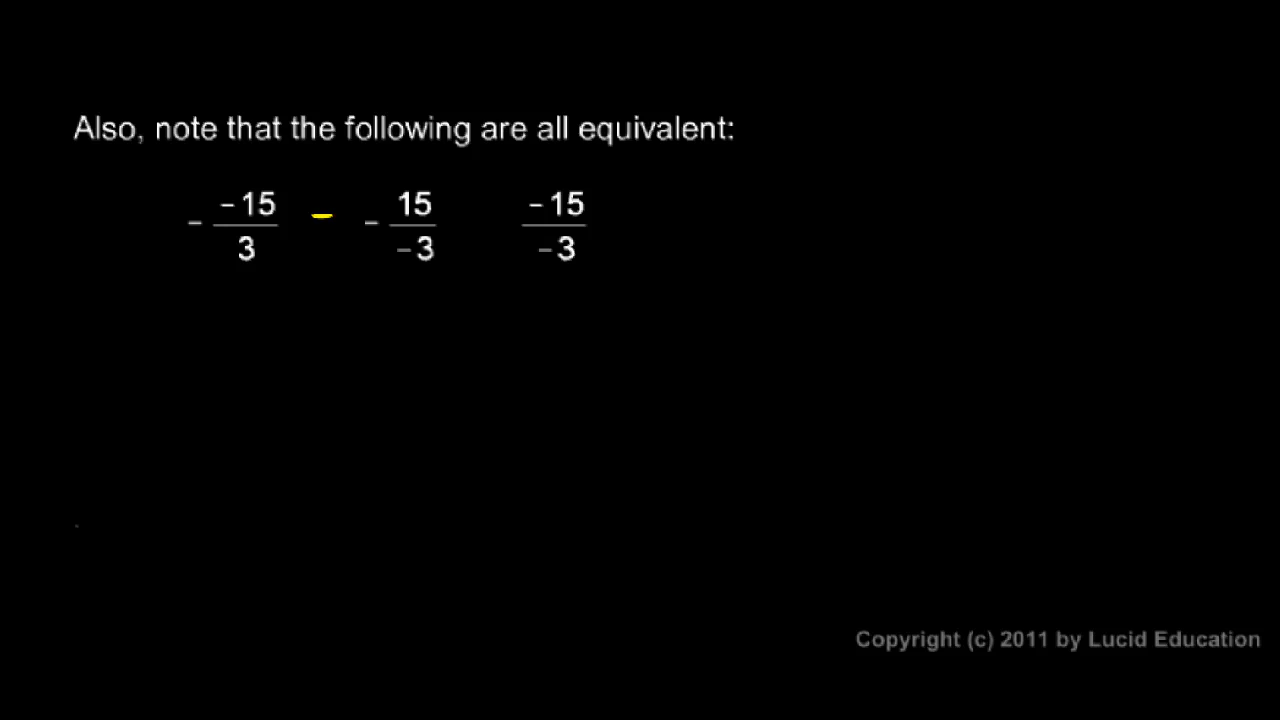 Also, note that the following are all equivalent:
- -15/3 - - 15/-3 -15/-3
Copyright (c) 2011 by Lucid Education